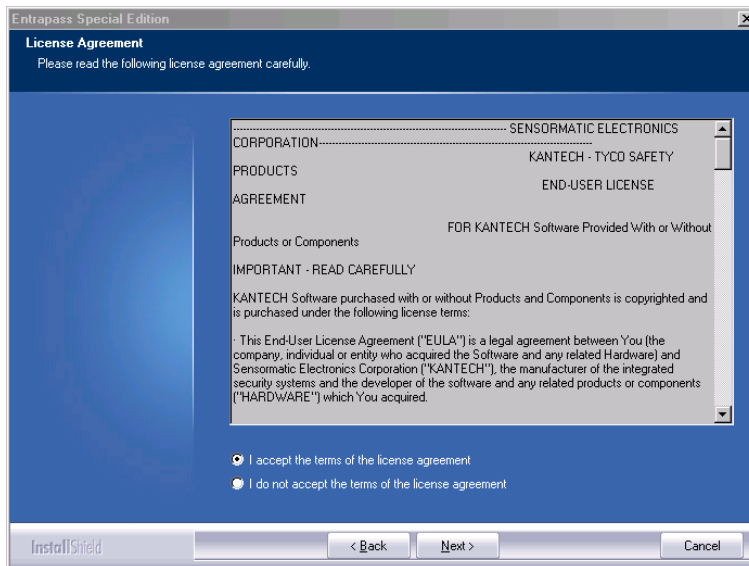 Entrapass Special Edition
License Agreement
Please read the following license agreement carefully.
------------------------------------------------------------------------------------------- SENSORMATIC ELECTRONICS
CORPORATION-------------------------------------------------------------------------------------------
KANTECH - TYCO SAFETY
PRODUCTS
END-USER LICENSE
AGREEMENT
FOR KANTECH Software Provided With or Without
Products or Components
IMPORTANT - READ CAREFULLY
KANTECH Software purchased with or without Products and Components is copyrighted and
is purchased under the following license terms:
· This End-User License Agreement ("EULA") is a legal agreement between You (the
company, individual or entity who acquired the Software and any related Hardware) and
Sensormatic Electronics Corporation ("KANTECH"), the manufacturer of the integrated
security systems and the developer of the software and any related products or components
("HARDWARE") which You acquired.
I accept the terms of the license agreement
I do not accept the terms of the license agreement
InstallShield
< Back
Next >
Cancel